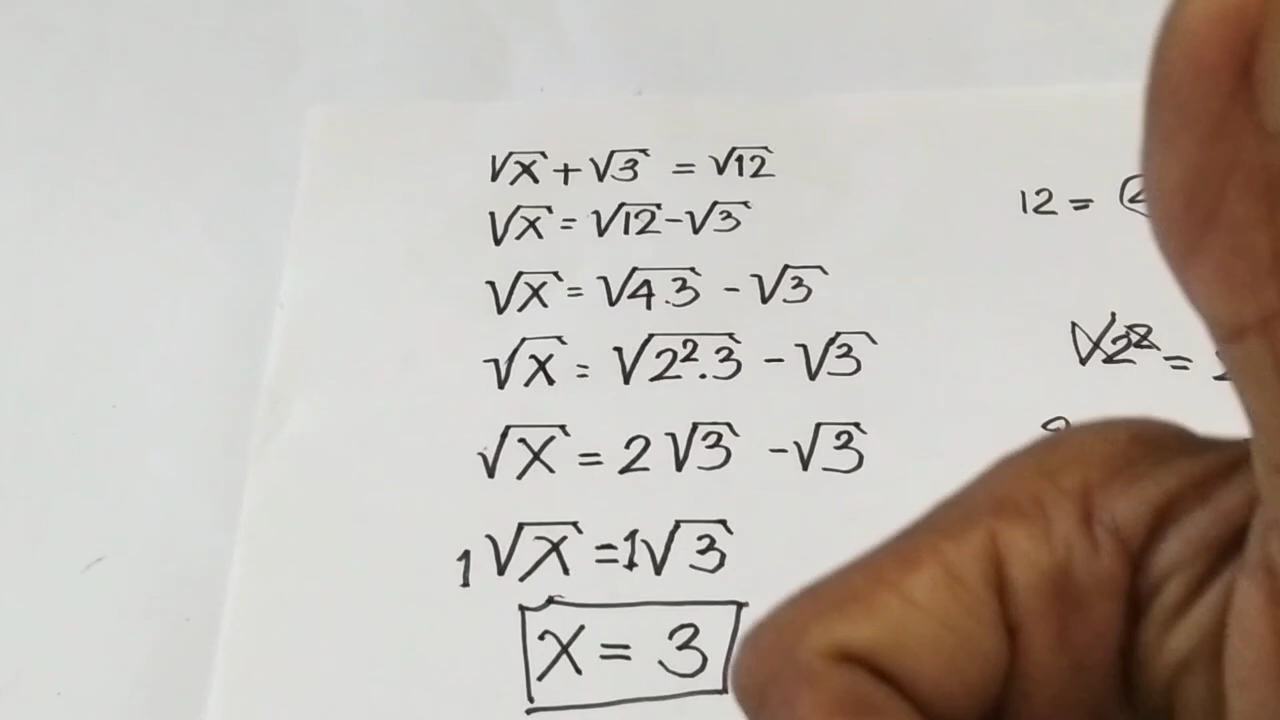 √x + √3 = √12
√x = √12 - √3
√x = √4.3 - √3
√x = √2².3 - √3
√x = 2√3 - √3
1√x = 1√3
x = 3
12 =
√2² =